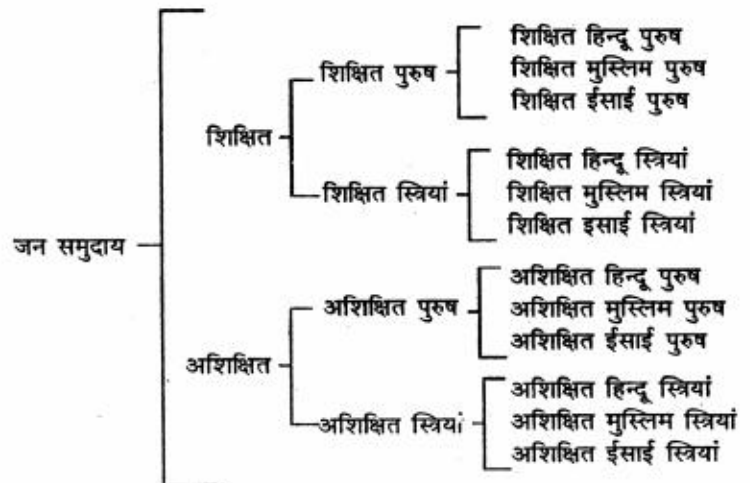 शिक्षित हिन्दू पुरुष
शिक्षित पुरुष
शिक्षित मुस्लिम पुरुष
शिक्षित ईसाई पुरुष
शिक्षित
शिक्षित हिन्दू स्त्रियां
शिक्षित स्त्रियां
शिक्षित मुस्लिम स्त्रियां
शिक्षित इसाई स्त्रियां
जन समुदाय
अशिक्षित हिन्दू पुरुष
अशिक्षित पुरुष
अशिक्षित मुस्लिम पुरुष
अशिक्षित ईसाई पुरुष
अशिक्षित
अशिक्षित हिन्दू स्त्रियां
अशिक्षित स्त्रियां
अशिक्षित मुस्लिम स्त्रियां
अशिक्षित ईसाई स्त्रियां